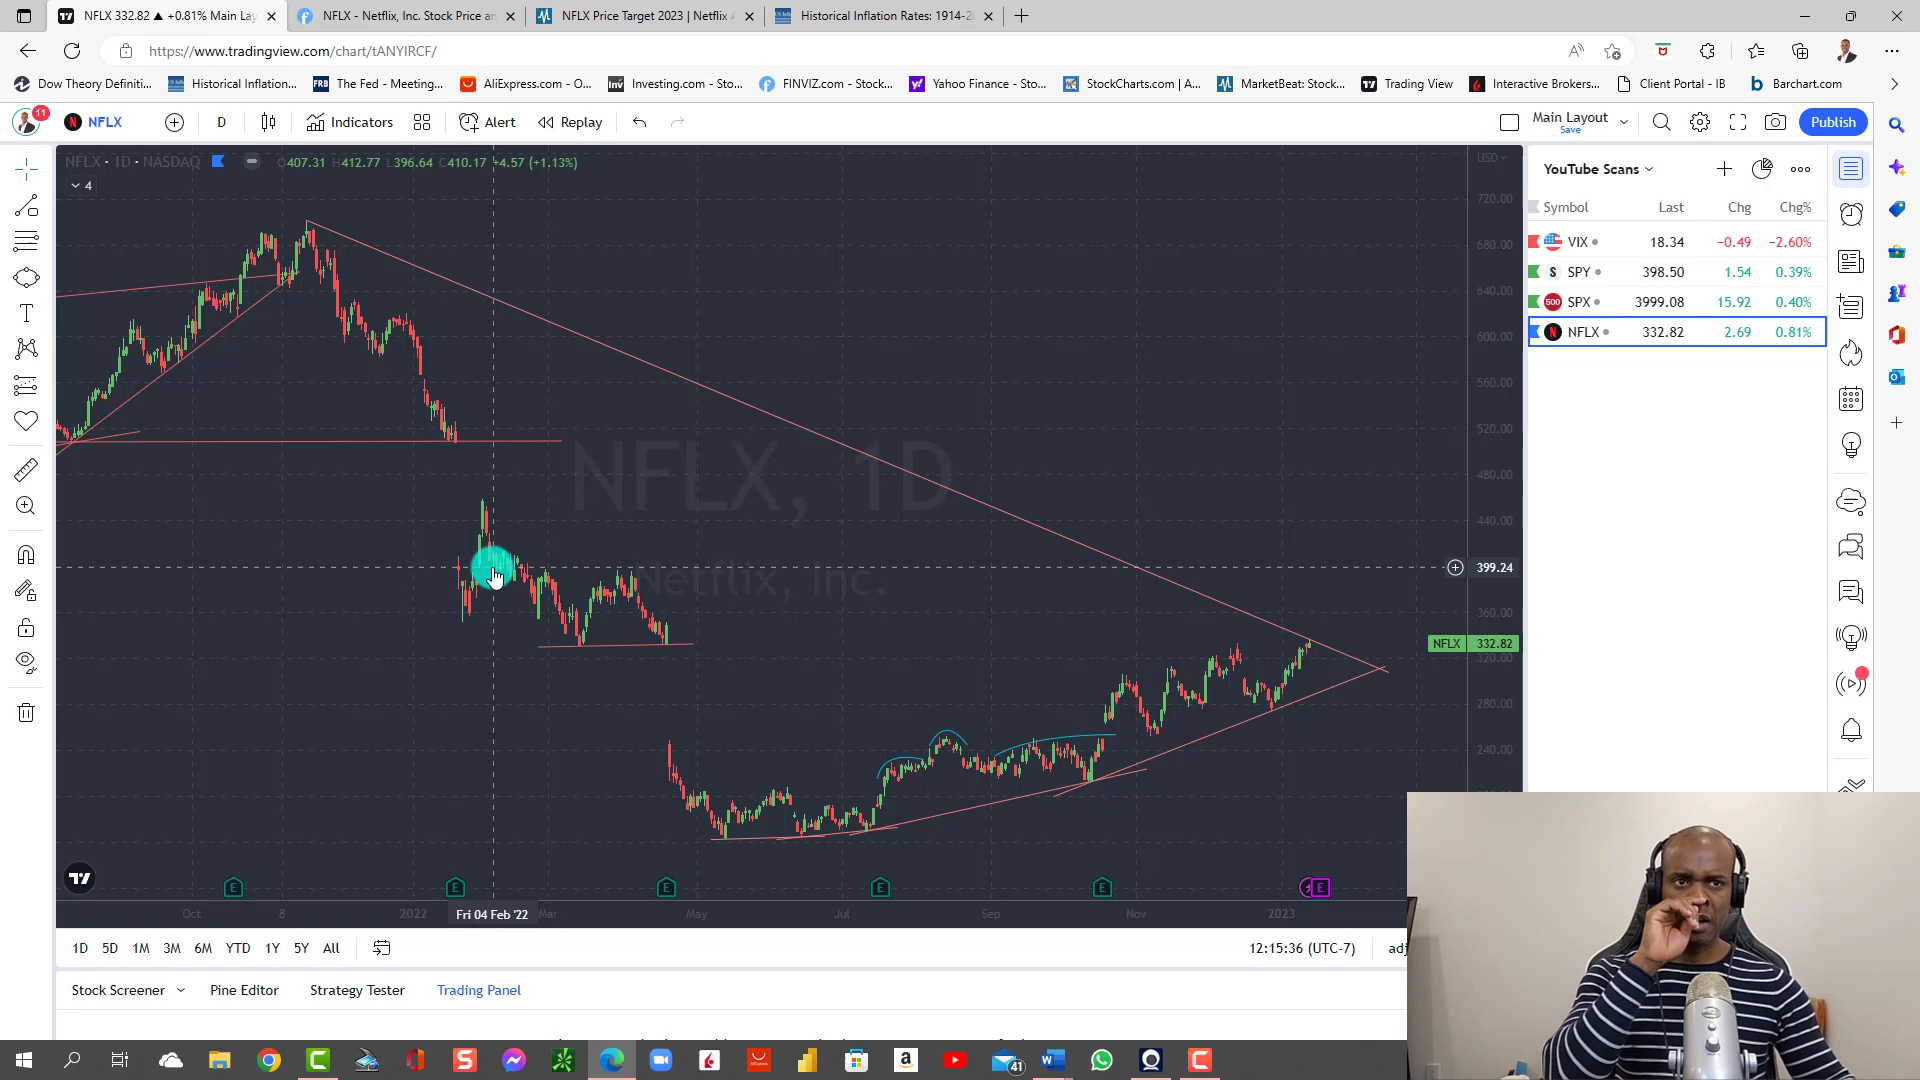 NFLX 332.82 ▲ +0.81% Main Lay
NFLX - Netflix, Inc. Stock Price an
NFLX Price Target 2023 | Netflix A
Historical Inflation Rates: 1914-2
https://www.tradingview.com/chart/tANYIRCF/
Dow Theory Definiti...
Historical Inflation...
FRB The Fed - Meeting...
AliExpress.com - O...
Inv Investing.com - Sto...
FINVIZ.com - Stock...
Yahoo Finance - Sto...
StockCharts.com | A...
MarketBeat: Stock...
Trading View
Interactive Brokers...
Client Portal - IB
Barchart.com
11
NFLX
D
Indicators
Alert
Replay
Main Layout
Save
Publish
NFLX · 1D · NASDAQ
O407.31 H412.77 L396.64 C410.17 +4.57 (+1.13%)
4
USD
720.00
680.00
640.00
600.00
560.00
520.00
480.00
440.00
399.24
360.00
NFLX 332.82
320.00
280.00
240.00
NFLX, 1D
Netflix, Inc.
YouTube Scans
Symbol Last Chg Chg%
VIX 18.34 −0.49 −2.60%
S SPY 398.50 1.54 0.39%
500 SPX 3999.08 15.92 0.40%
N NFLX 332.82 2.69 0.81%
E E E E E E
Oct 8 2022 Fri 04 Feb '22 Mar May Jul Sep Nov 2023
1D 5D 1M 3M 6M YTD 1Y 5Y All
12:15:36 (UTC-7)
adj
Stock Screener
Pine Editor
Strategy Tester
Trading Panel
41